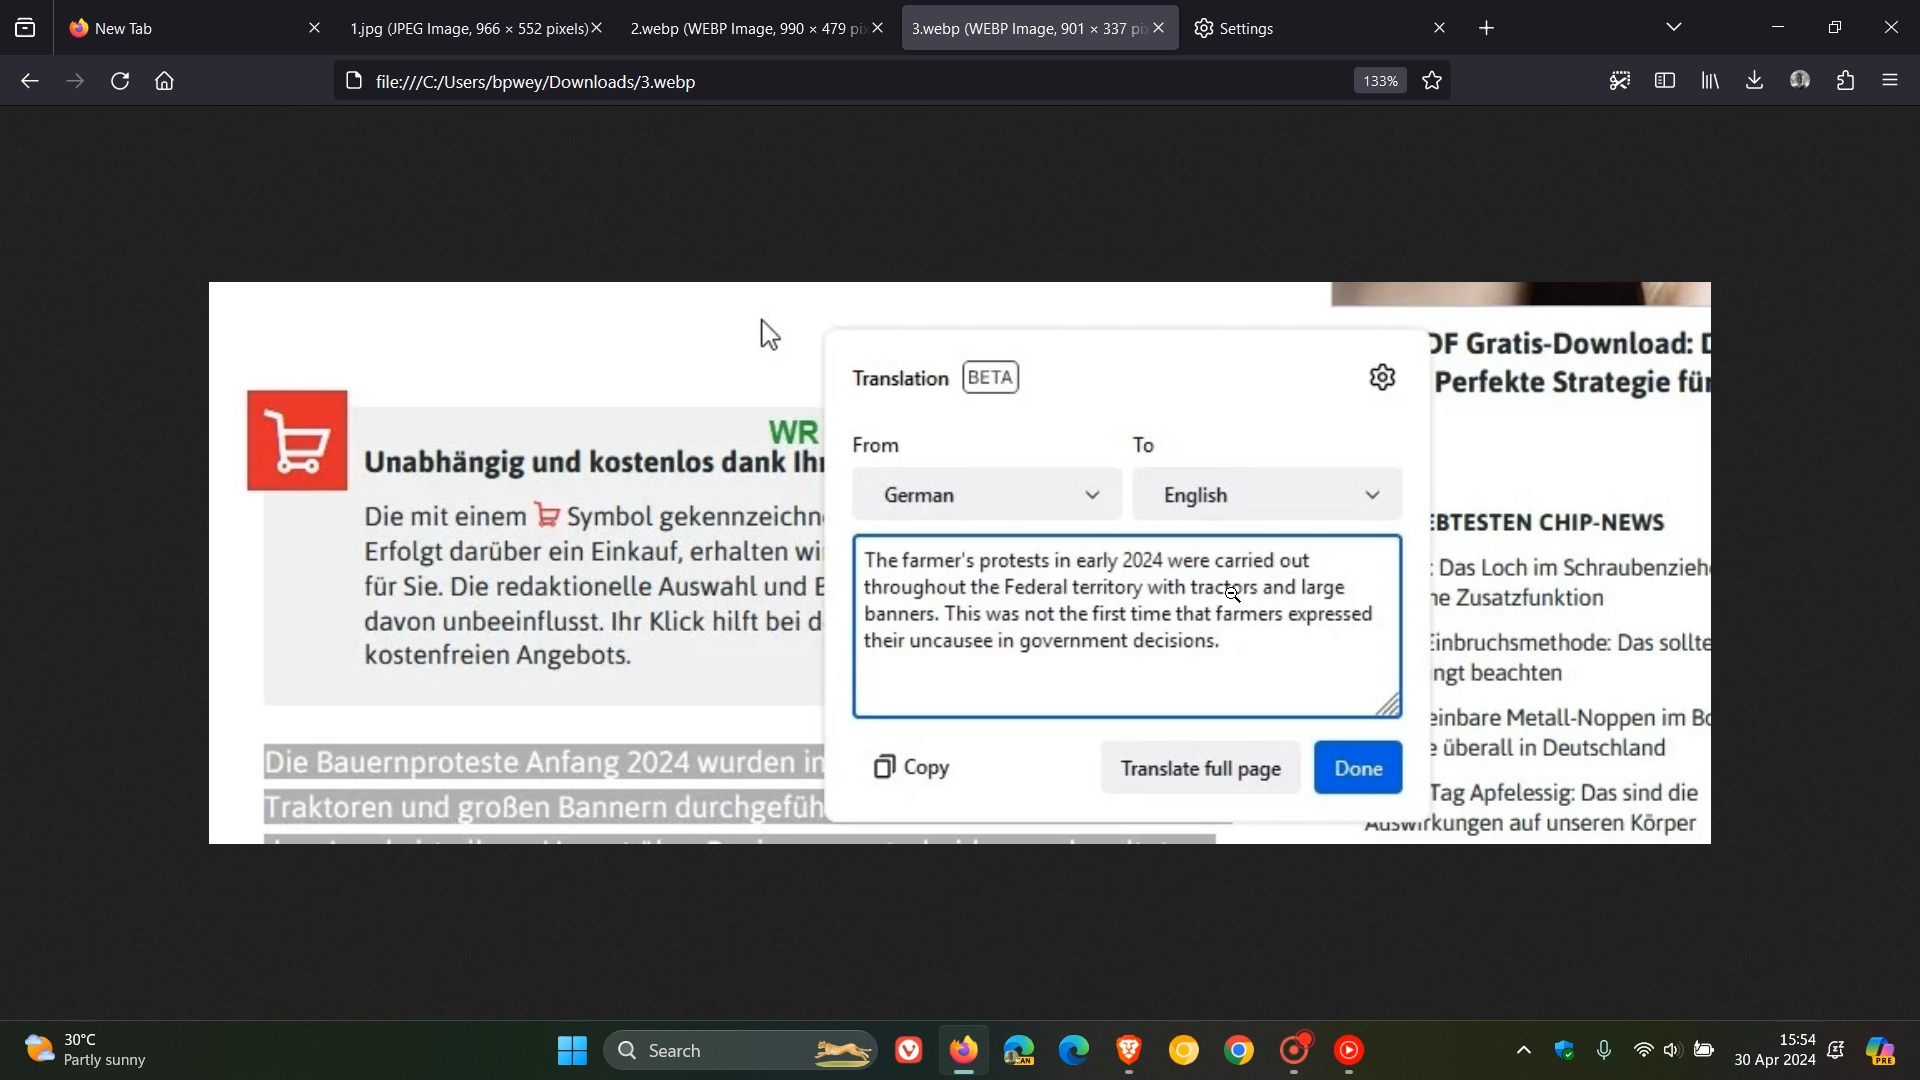 New Tab
1.jpg (JPEG Image, 966 × 552 pixels)
2.webp (WEBP Image, 990 × 479 pi
3.webp (WEBP Image, 901 × 337 pi
Settings
file:///C:/Users/bpwey/Downloads/3.webp
133%
DF Gratis-Download: D
Perfekte Strategie für
Translation BETA
WR
Unabhängig und kostenlos dank Ihr
Die mit einem Symbol gekennzeichne
Erfolgt darüber ein Einkauf, erhalten wi
für Sie. Die redaktionelle Auswahl und B
davon unbeeinflusst. Ihr Klick hilft bei d
kostenfreien Angebots.
From
To
German
English
The farmer's protests in early 2024 were carried out
throughout the Federal territory with tractors and large
banners. This was not the first time that farmers expressed
their uncausee in government decisions.
Copy
Translate full page
Done
EBTESTEN CHIP-NEWS
: Das Loch im Schraubenzieh
ne Zusatzfunktion
Einbruchsmethode: Das sollte
ngt beachten
einbare Metall-Noppen im Bo
e überall in Deutschland
Tag Apfelessig: Das sind die
Auswirkungen auf unseren Körper
Die Bauernproteste Anfang 2024 wurden in
Traktoren und großen Bannern durchgefüh
30°C
Partly sunny
Search
CAN
15:54
30 Apr 2024
PRE